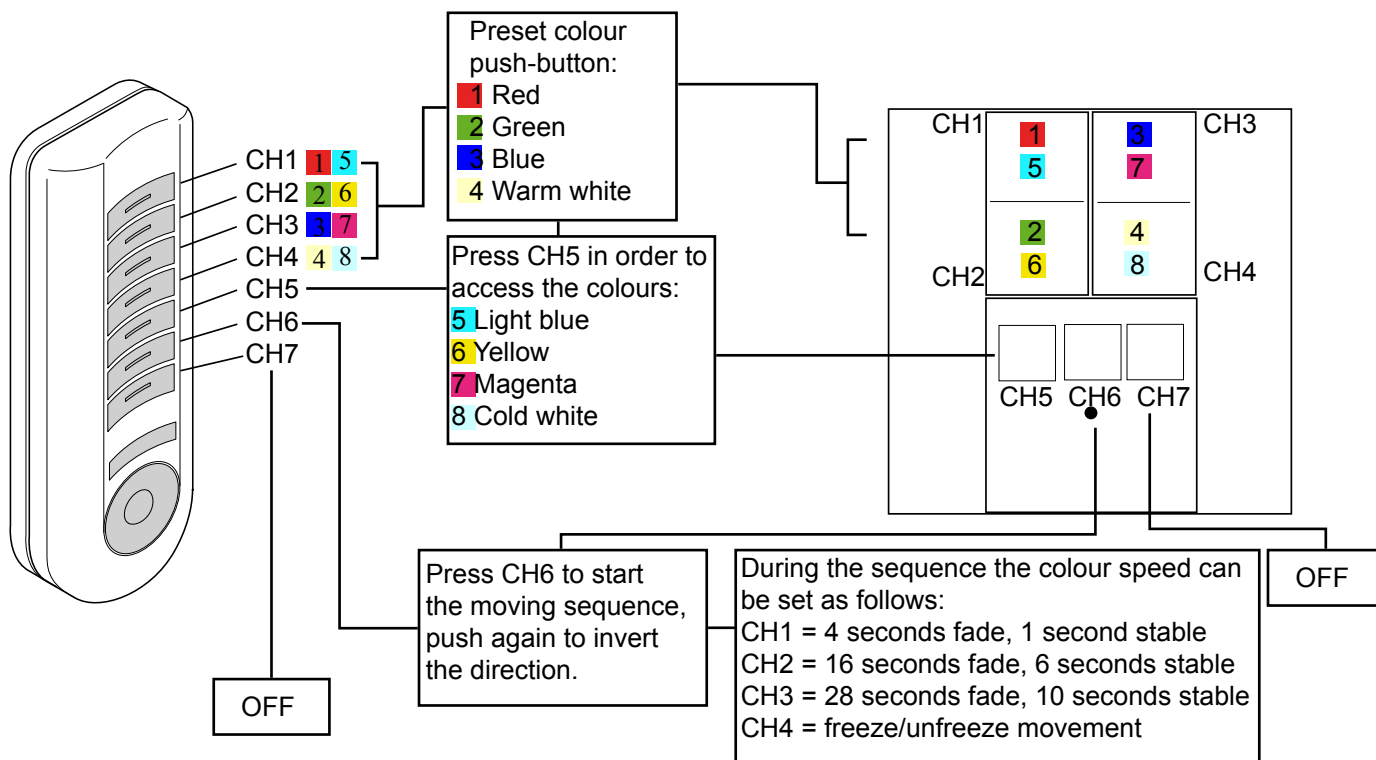 Preset colour
push-button:
1 Red
2 Green
3 Blue
4 Warm white
CH1 1 5
CH2 2 6
CH3 3 7
CH4 4 8
CH5
CH6
CH7
Press CH5 in order to
access the colours:
5 Light blue
6 Yellow
7 Magenta
8 Cold white
CH1
1
5
2
6
CH2
3
7
4
8
CH3
CH4
CH5 CH6 CH7
Press CH6 to start
the moving sequence,
push again to invert
the direction.
During the sequence the colour speed can
be set as follows:
CH1 = 4 seconds fade, 1 second stable
CH2 = 16 seconds fade, 6 seconds stable
CH3 = 28 seconds fade, 10 seconds stable
CH4 = freeze/unfreeze movement
OFF
OFF